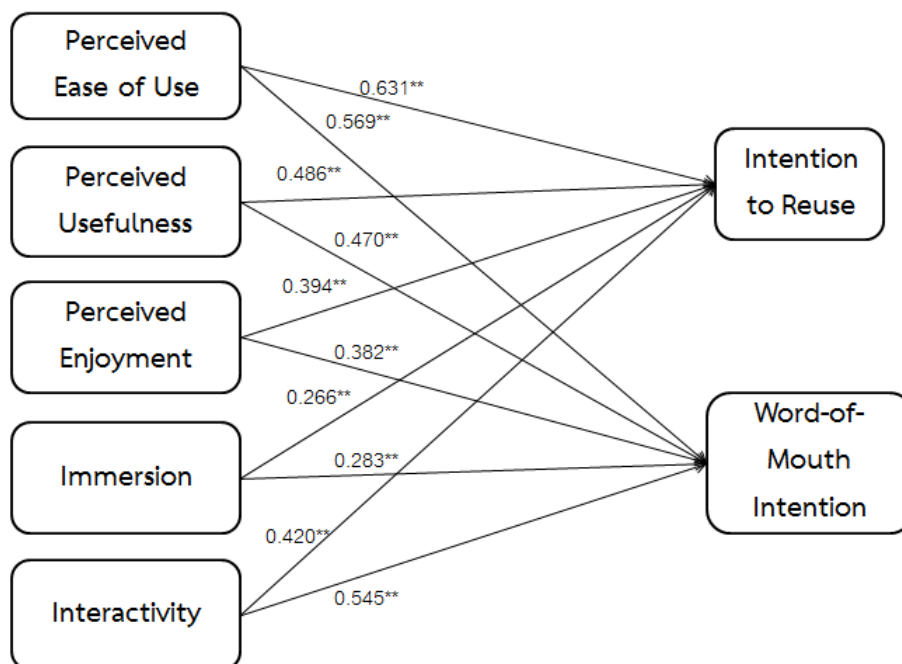 Perceived
Ease of Use
0.631**
0.569**
Intention
to Reuse
Perceived
Usefulness
0.486**
0.470**
Perceived
Enjoyment
0.394**
0.382**
Immersion
0.266**
0.283**
Word-of-
Mouth
Intention
Interactivity
0.420**
0.545**